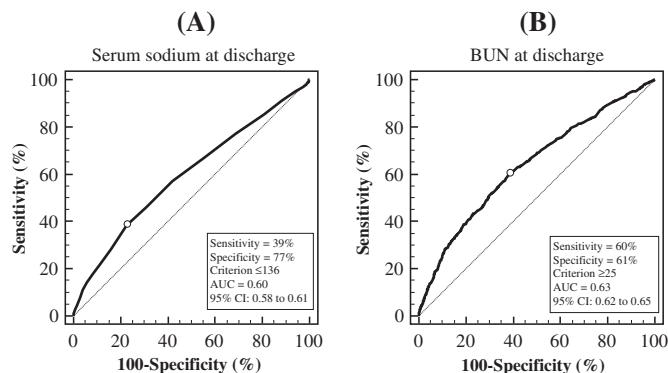 (A)
Serum sodium at discharge
100
80
60
40
20
0
Sensitivity (%)
Sensitivity = 39%
Specificity = 77%
Criterion ≤136
AUC = 0.60
95% CI: 0.58 to 0.61
0 20 40 60 80 100
100-Specificity (%)
(B)
BUN at discharge
100
80
60
40
20
0
Sensitivity (%)
Sensitivity = 60%
Specificity = 61%
Criterion ≥25
AUC = 0.63
95% CI: 0.62 to 0.65
0 20 40 60 80 100
100-Specificity (%)